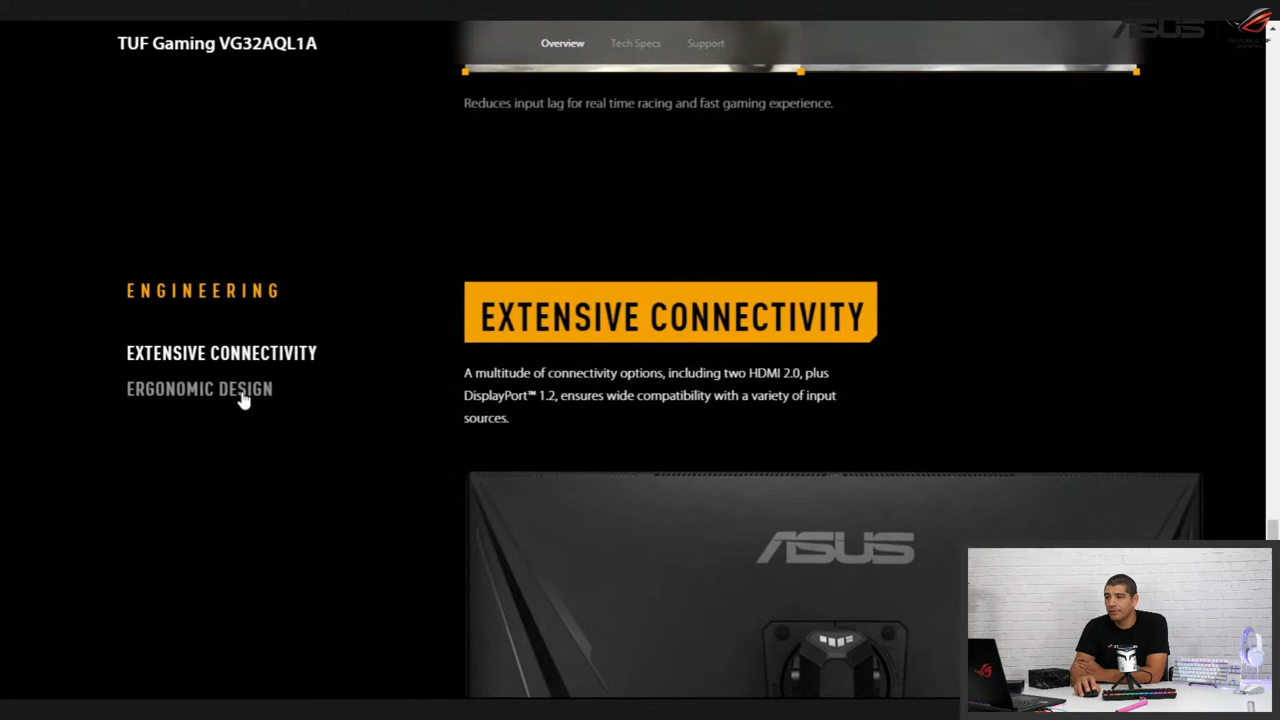 TUF Gaming VG32AQL1A
Overview
Tech Specs
Support
ASUS
Reduces input lag for real time racing and fast gaming experience.
ENGINEERING
EXTENSIVE CONNECTIVITY
ERGONOMIC DESIGN
EXTENSIVE CONNECTIVITY
A multitude of connectivity options, including two HDMI 2.0, plus
DisplayPort™ 1.2, ensures wide compatibility with a variety of input
sources.
ASUS